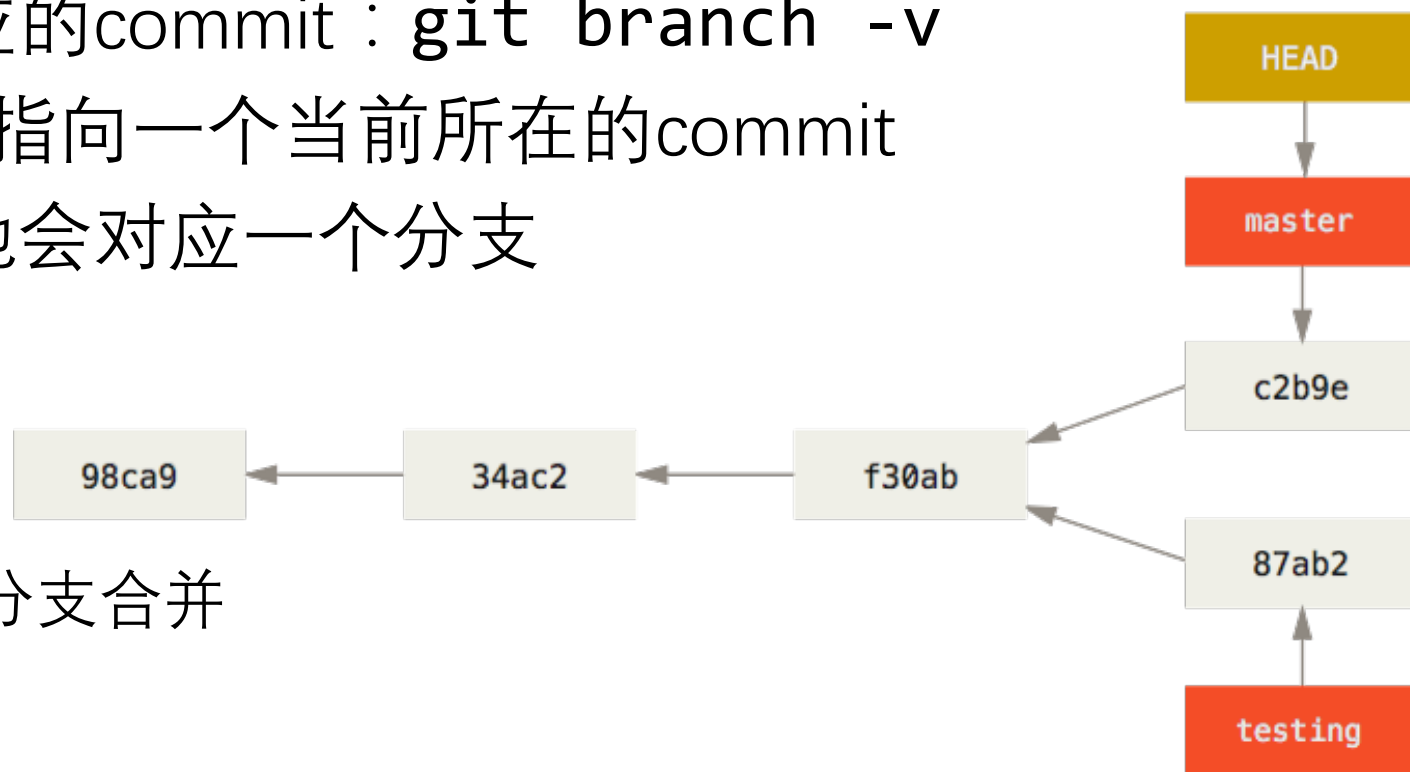 的commit：git branch -v
指向一个当前所在的commit
会对应一个分支
分支合并
HEAD
master
c2b9e
98ca9
34ac2
f30ab
87ab2
testing